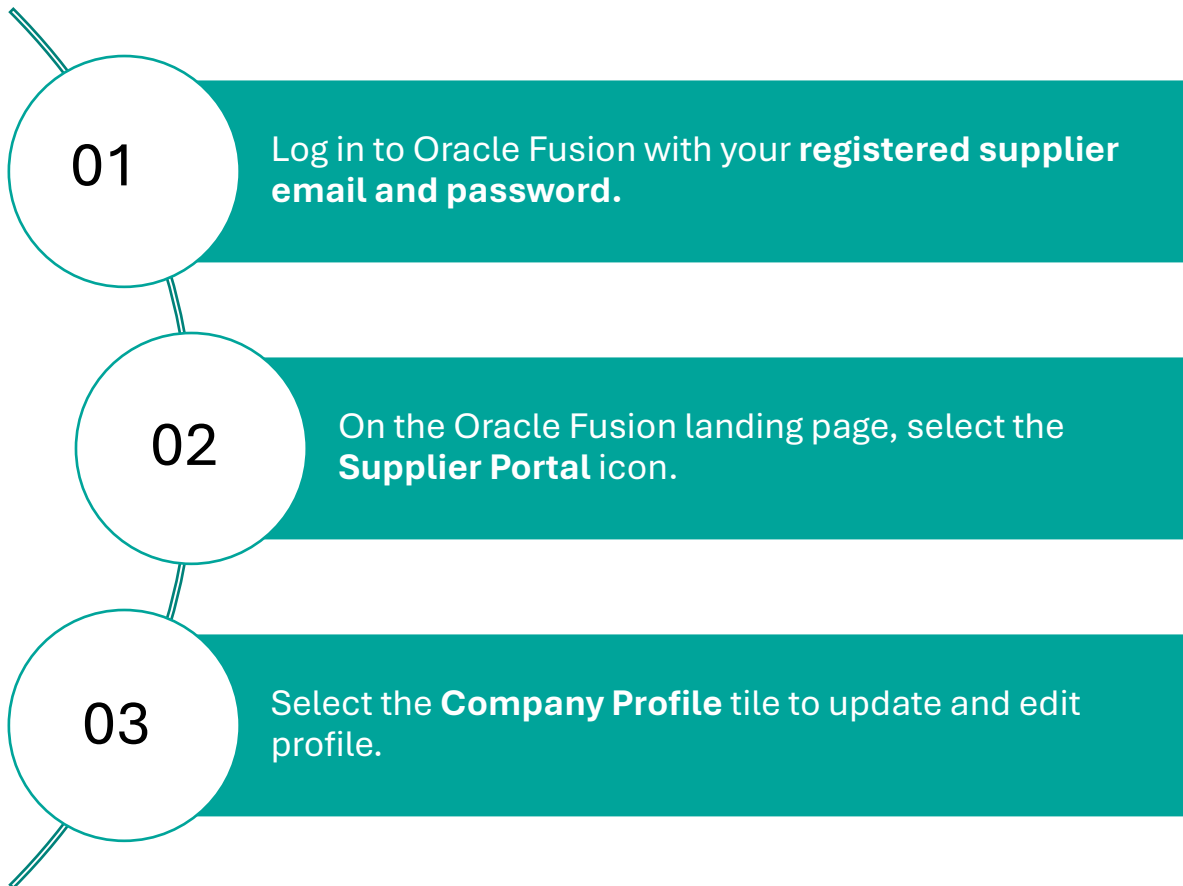 01
Log in to Oracle Fusion with your registered supplier
email and password.
02
On the Oracle Fusion landing page, select the
Supplier Portal icon.
03
Select the Company Profile tile to update and edit
profile.